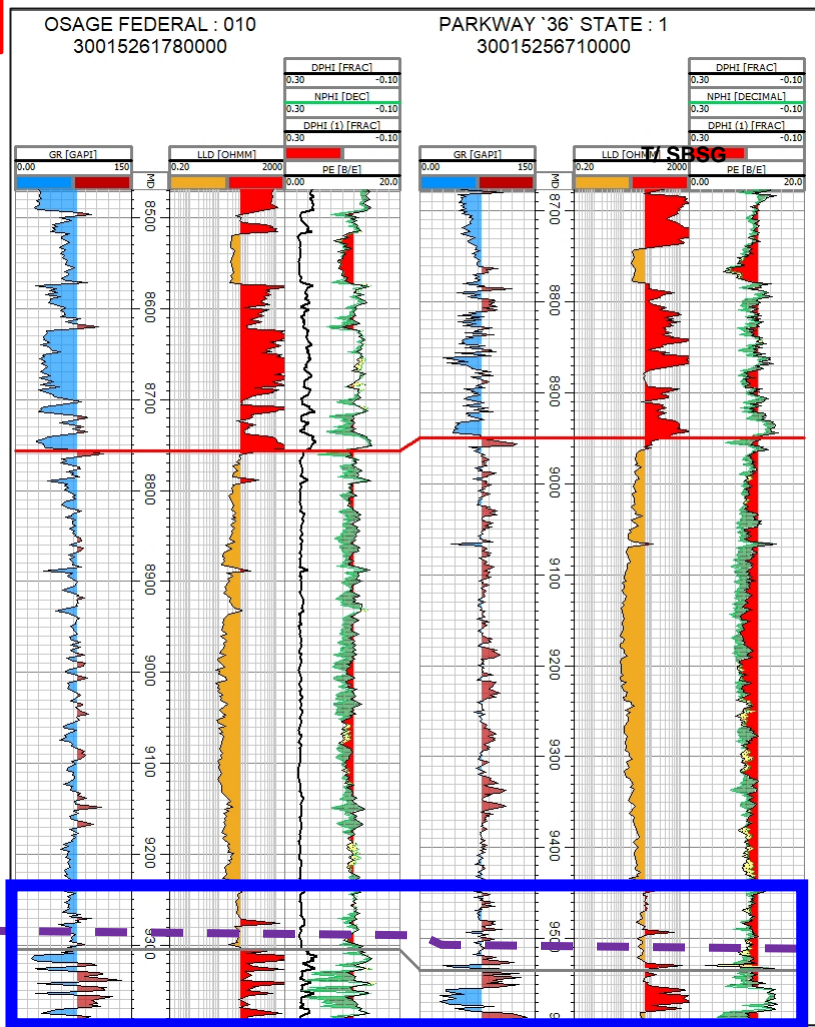 OSAGE FEDERAL : 010
30015261780000
PARKWAY `36` STATE : 1
30015256710000
DPHI [FRAC]
0.30 -0.10
NPHI [DEC]
0.30 -0.10
DPHI (1) [FRAC]
0.30 -0.10
GR [GAPI]
0.00 150
MD
LLD [OHMM]
0.20 2000
PE [B/E]
0.00 20.0
DPHI [FRAC]
0.30 -0.10
NPHI [DECIMAL]
0.30 -0.10
DPHI (1) [FRAC]
0.30 -0.10
GR [GAPI]
0.00 150
MD
LLD [OHMM]
0.20 2000
T/ SBSG
PE [B/E]
0.00 20.0
8500
8600
8700
8800
8900
9000
9100
9200
9300
8700
8800
8900
9000
9100
9200
9300
9400
9500